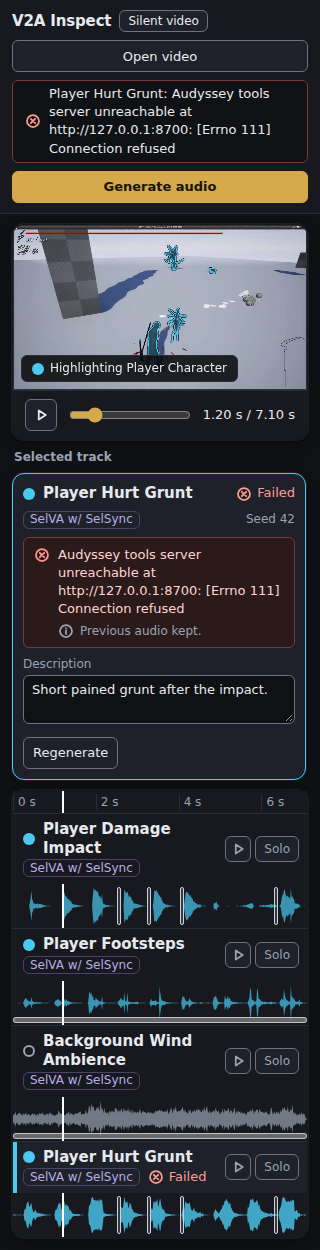 V2A Inspect Silent video
Open video
Player Hurt Grunt: Audyssey tools
server unreachable at
http://127.0.0.1:8700: [Errno 111]
Connection refused
Generate audio
Highlighting Player Character
1.20 s / 7.10 s
Selected track
Player Hurt Grunt Failed
SelVA w/ SelSync Seed 42
Audyssey tools server
unreachable at
http://127.0.0.1:8700: [Errno 111]
Connection refused
Previous audio kept.
Description
Short pained grunt after the impact.
Regenerate
0 s 2 s 4 s 6 s
Player Damage
Impact
SelVA w/ SelSync
Solo
Player Footsteps
SelVA w/ SelSync
Solo
Background Wind
Ambience
SelVA w/ SelSync
Solo
Player Hurt Grunt
SelVA w/ SelSync Failed
Solo